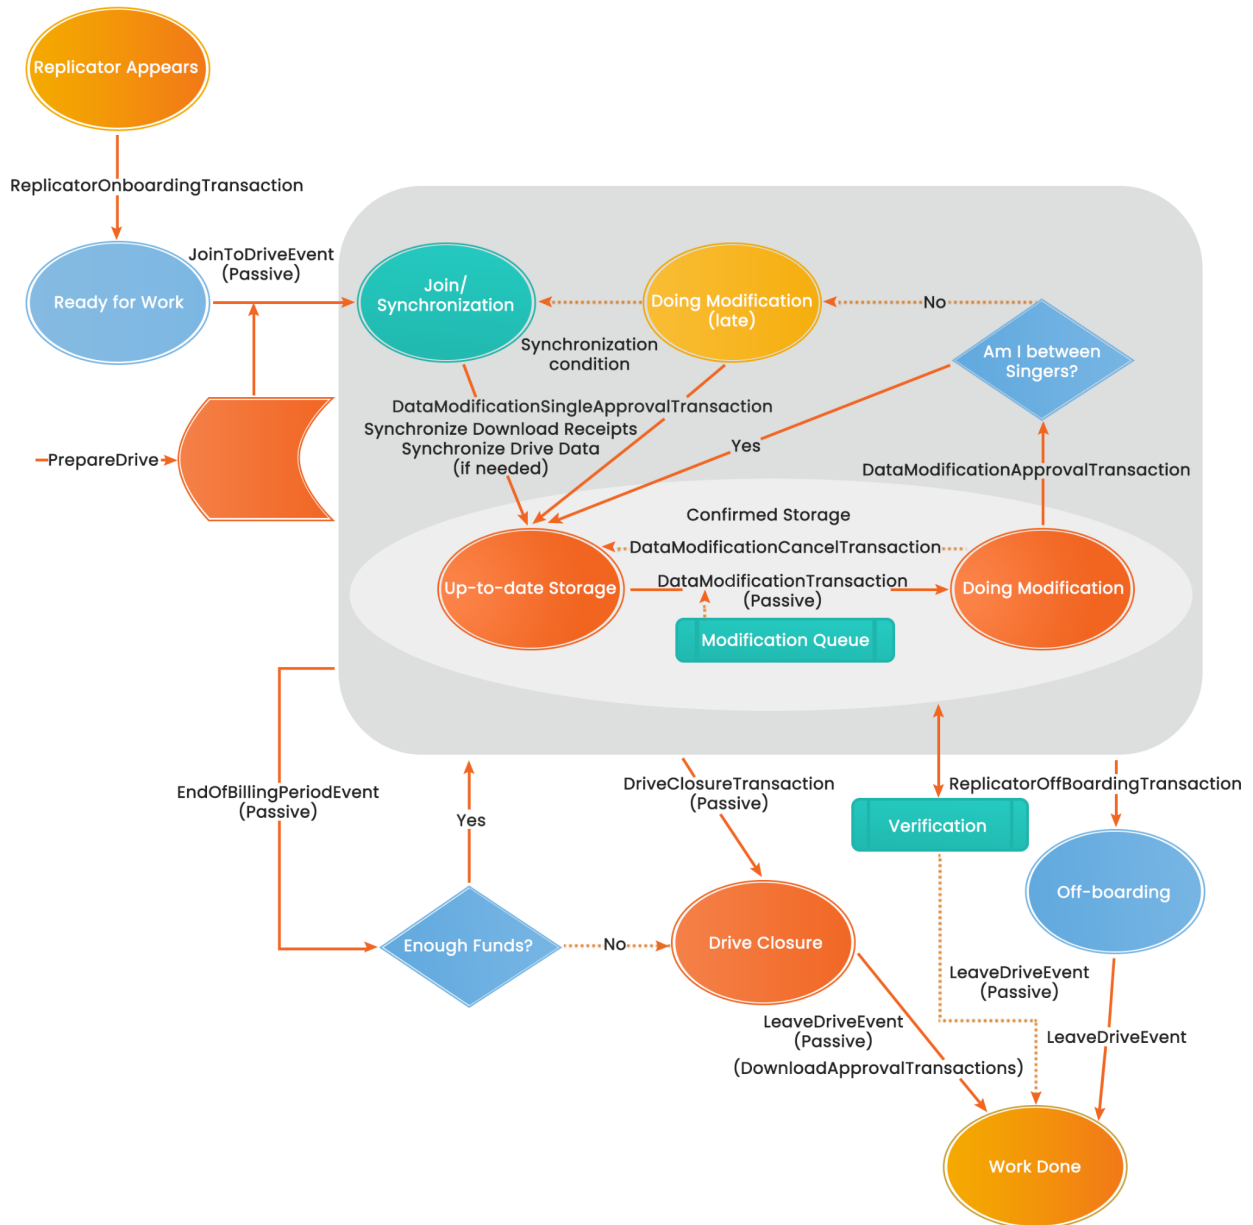 Replicator Appears
ReplicatorOnboardingTransaction
JoinToDriveEvent
(Passive)
Ready for Work
Join/
Synchronization
Doing Modification
(late)
No
Synchronization
condition
Am I between
Singers?
DataModificationSingleApprovalTransaction
Synchronize Download Receipts
Synchronize Drive Data
(if needed)
Yes
PrepareDrive
DataModificationApprovalTransaction
Confirmed Storage
DataModificationCancelTransaction
Up-to-date Storage
DataModificationTransaction
(Passive)
Doing Modification
Modification Queue
EndOfBillingPeriodEvent
(Passive)
Yes
DriveClosureTransaction
(Passive)
ReplicatorOffBoardingTransaction
Verification
Off-boarding
Enough Funds?
No
Drive Closure
LeaveDriveEvent
(Passive)
LeaveDriveEvent
(Passive)
(DownloadApprovalTransactions)
LeaveDriveEvent
Work Done